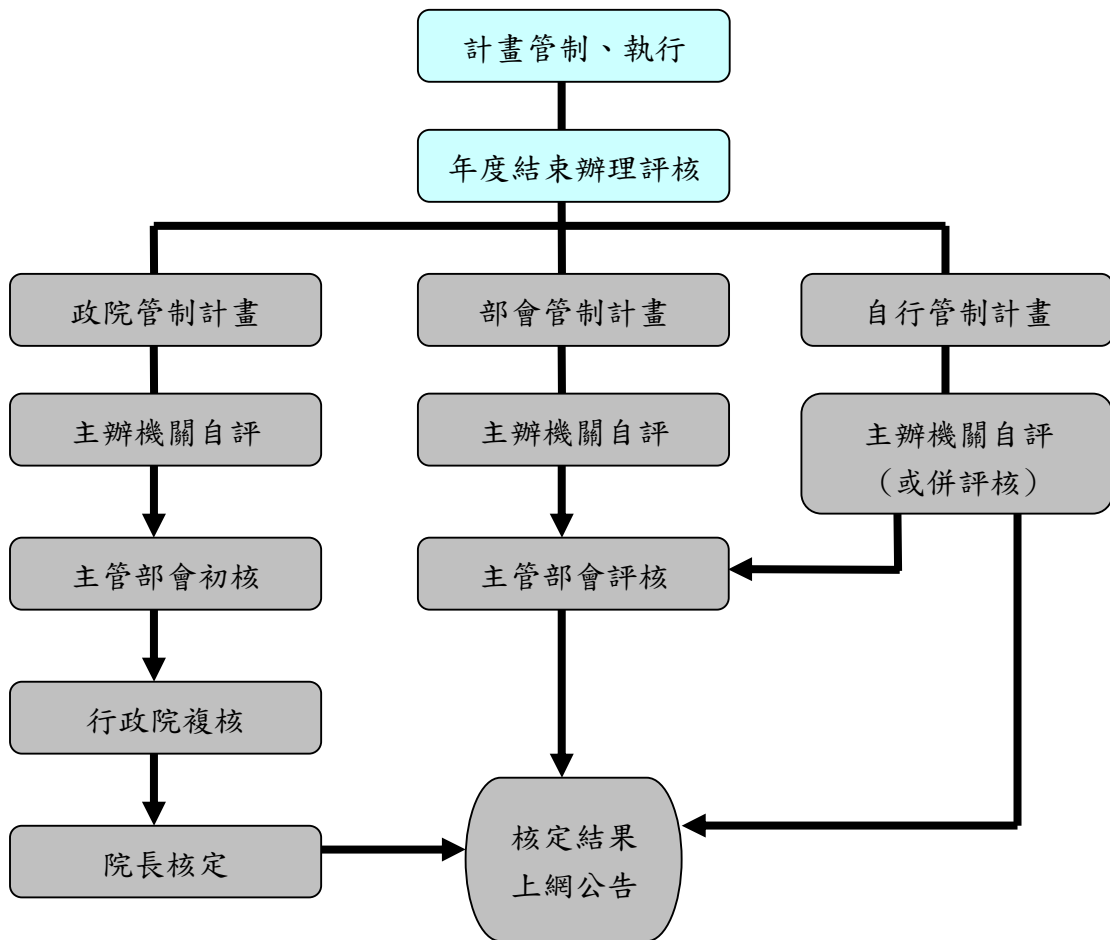 計畫管制、執行
年度結束辦理評核
政院管制計畫
部會管制計畫
自行管制計畫
主辦機關自評
主辦機關自評
主辦機關自評
（或併評核）
主管部會初核
主管部會評核
行政院複核
院長核定
核定結果
上網公告